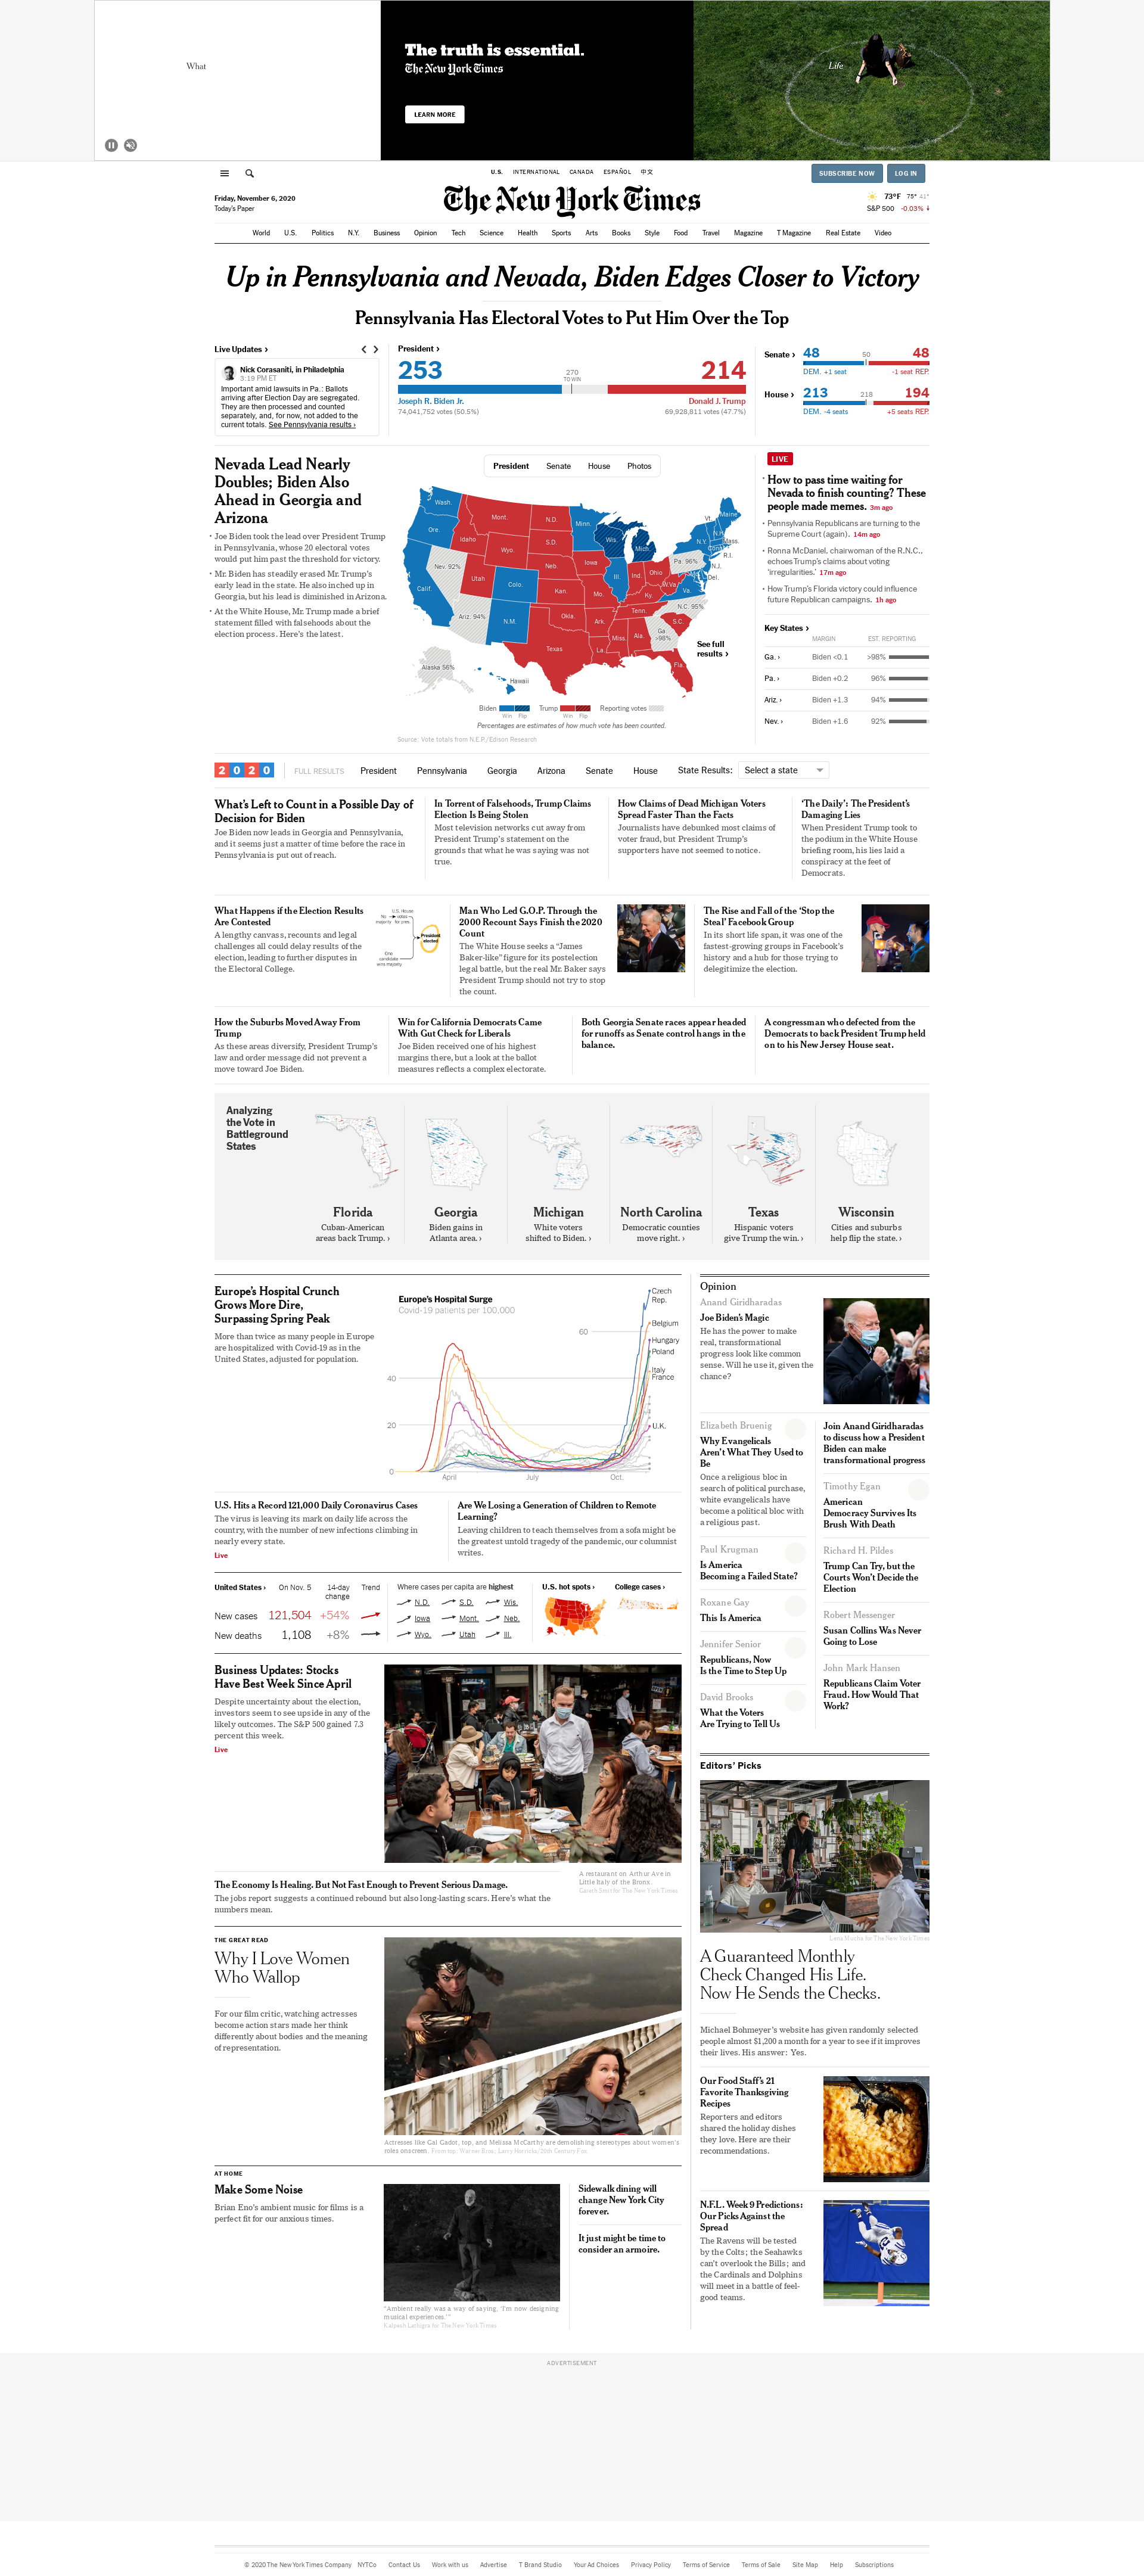 What
The truth is essential.
The New York Times
LEARN MORE
Life
U.S. INTERNATIONAL CANADA ESPAÑOL 中文
SUBSCRIBE NOW LOG IN
Friday, November 6, 2020
Today's Paper
The New York Times
73°F 75° 41°
S&P 500 -0.03%
World U.S. Politics N.Y. Business Opinion Tech Science Health Sports Arts Books Style Food Travel Magazine T Magazine Real Estate Video
Up in Pennsylvania and Nevada, Biden Edges Closer to Victory
Pennsylvania Has Electoral Votes to Put Him Over the Top
Live Updates ›
Nick Corasaniti, in Philadelphia
3:19 PM ET
Important amid lawsuits in Pa.: Ballots
arriving after Election Day are segregated.
They are then processed and counted
separately, and, for now, not added to the
current totals. See Pennsylvania results ›
President ›
253 270 TO WIN 214
Joseph R. Biden Jr. Donald J. Trump
74,041,752 votes (50.5%) 69,928,811 votes (47.7%)
Senate › 48 50 48
DEM. +1 seat -1 seat REP.
House › 213 218 194
DEM. -4 seats +5 seats REP.
Nevada Lead Nearly
Doubles; Biden Also
Ahead in Georgia and
Arizona
• Joe Biden took the lead over President Trump
in Pennsylvania, whose 20 electoral votes
would put him past the threshold for victory.
• Mr. Biden has steadily erased Mr. Trump's
early lead in the state. He also inched up in
Georgia, but his lead is diminished in Arizona.
• At the White House, Mr. Trump made a brief
statement filled with falsehoods about the
election process. Here's the latest.
President Senate House Photos
Wash.
Ore.
Calif.
Nev. 92%
Idaho
Mont.
Wyo.
Utah
Ariz. 94%
Colo.
N.M.
N.D.
S.D.
Neb.
Kan.
Okla.
Texas
Minn.
Iowa
Mo.
Ark.
La.
Wis.
Ill.
Mich.
Ind.
Ohio
Ky.
Tenn.
Miss.
Ala.
Ga.
>98%
Fla.
S.C.
N.C. 95%
Va.
W.Va.
Pa. 96%
N.Y.
Vt.
Maine
Mass.
R.I.
N.J.
Del.
Alaska 56%
Hawaii
See full
results ›
Biden Win Flip Trump Win Flip Reporting votes
Percentages are estimates of how much vote has been counted.
Source: Vote totals from N.E.P./Edison Research
LIVE
• How to pass time waiting for
Nevada to finish counting? These
people made memes. 3m ago
• Pennsylvania Republicans are turning to the
Supreme Court (again). 14m ago
• Ronna McDaniel, chairwoman of the R.N.C.,
echoes Trump's claims about voting
'irregularities.' 17m ago
• How Trump's Florida victory could influence
future Republican campaigns. 1h ago
Key States ›
MARGIN EST. REPORTING
Ga. › Biden <0.1 >98%
Pa. › Biden +0.2 96%
Ariz. › Biden +1.3 94%
Nev. › Biden +1.6 92%
2020 FULL RESULTS President Pennsylvania Georgia Arizona Senate House State Results: Select a state
What's Left to Count in a Possible Day of
Decision for Biden
Joe Biden now leads in Georgia and Pennsylvania,
and it seems just a matter of time before the race in
Pennsylvania is put out of reach.
In Torrent of Falsehoods, Trump Claims
Election Is Being Stolen
Most television networks cut away from
President Trump's statement on the
grounds that what he was saying was not
true.
How Claims of Dead Michigan Voters
Spread Faster Than the Facts
Journalists have debunked most claims of
voter fraud, but President Trump's
supporters have not seemed to notice.
'The Daily': The President's
Damaging Lies
When President Trump took to
the podium in the White House
briefing room, his lies laid a
conspiracy at the feet of
Democrats.
What Happens if the Election Results
Are Contested
A lengthy canvass, recounts and legal
challenges all could delay results of the
election, leading to further disputes in
the Electoral College.
U.S. House
No majority
votes for pres.
President
elected
One
candidate
wins majority
Man Who Led G.O.P. Through the
2000 Recount Says Finish the 2020
Count
The White House seeks a "James
Baker-like" figure for its postelection
legal battle, but the real Mr. Baker says
President Trump should not try to stop
the count.
The Rise and Fall of the 'Stop the
Steal' Facebook Group
In its short life span, it was one of the
fastest-growing groups in Facebook's
history and a hub for those trying to
delegitimize the election.
How the Suburbs Moved Away From
Trump
As these areas diversify, President Trump's
law and order message did not prevent a
move toward Joe Biden.
Win for California Democrats Came
With Gut Check for Liberals
Joe Biden received one of his highest
margins there, but a look at the ballot
measures reflects a complex electorate.
Both Georgia Senate races appear headed
for runoffs as Senate control hangs in the
balance.
A congressman who defected from the
Democrats to back President Trump held
on to his New Jersey House seat.
Analyzing
the Vote in
Battleground
States
Florida
Cuban-American
areas back Trump. ›
Georgia
Biden gains in
Atlanta area. ›
Michigan
White voters
shifted to Biden. ›
North Carolina
Democratic counties
move right. ›
Texas
Hispanic voters
give Trump the win. ›
Wisconsin
Cities and suburbs
help flip the state. ›
Europe's Hospital Crunch
Grows More Dire,
Surpassing Spring Peak
More than twice as many people in Europe
are hospitalized with Covid-19 as in the
United States, adjusted for population.
Europe's Hospital Surge
Covid-19 patients per 100,000
60
40
20
0
April July Oct.
Czech
Rep.
Belgium
Hungary
Poland
Italy
France
U.K.
U.S. Hits a Record 121,000 Daily Coronavirus Cases
The virus is leaving its mark on daily life across the
country, with the number of new infections climbing in
nearly every state.
Live
Are We Losing a Generation of Children to Remote
Learning?
Leaving children to teach themselves from a sofa might be
the greatest untold tragedy of the pandemic, our columnist
writes.
United States › On Nov. 5 14-day change Trend
New cases 121,504 +54%
New deaths 1,108 +8%
Where cases per capita are highest
N.D. S.D. Wis.
Iowa Mont. Neb.
Wyo. Utah Ill.
U.S. hot spots ›
College cases ›
Business Updates: Stocks
Have Best Week Since April
Despite uncertainty about the election,
investors seem to see upside in any of the
likely outcomes. The S&P 500 gained 7.3
percent this week.
Live
A restaurant on Arthur Ave in
Little Italy of the Bronx.
Gareth Smit for The New York Times
The Economy Is Healing. But Not Fast Enough to Prevent Serious Damage.
The jobs report suggests a continued rebound but also long-lasting scars. Here's what the
numbers mean.
THE GREAT READ
Why I Love Women
Who Wallop
For our film critic, watching actresses
become action stars made her think
differently about bodies and the meaning
of representation.
Actresses like Gal Gadot, top, and Melissa McCarthy are demolishing stereotypes about women's
roles onscreen. From top: Warner Bros.; Larry Horricks/20th Century Fox
AT HOME
Make Some Noise
Brian Eno's ambient music for films is a
perfect fit for our anxious times.
"Ambient really was a way of saying, 'I'm now designing
musical experiences.'"
Kalpesh Lathigra for The New York Times
Sidewalk dining will
change New York City
forever.
It just might be time to
consider an armoire.
Opinion
Anand Giridharadas
Joe Biden's Magic
He has the power to make
real, transformational
progress look like common
sense. Will he use it, given the
chance?
Elizabeth Bruenig
Why Evangelicals
Aren't What They Used to
Be
Once a religious bloc in
search of political purchase,
white evangelicals have
become a political bloc with
a religious past.
Paul Krugman
Is America
Becoming a Failed State?
Roxane Gay
This Is America
Jennifer Senior
Republicans, Now
Is the Time to Step Up
David Brooks
What the Voters
Are Trying to Tell Us
Join Anand Giridharadas
to discuss how a President
Biden can make
transformational progress
Timothy Egan
American
Democracy Survives Its
Brush With Death
Richard H. Pildes
Trump Can Try, but the
Courts Won't Decide the
Election
Robert Messenger
Susan Collins Was Never
Going to Lose
John Mark Hansen
Republicans Claim Voter
Fraud. How Would That
Work?
Editors' Picks
Lena Mucha for The New York Times
A Guaranteed Monthly
Check Changed His Life.
Now He Sends the Checks.
Michael Bohmeyer's website has given randomly selected
people almost $1,200 a month for a year to see if it improves
their lives. His answer: Yes.
Our Food Staff's 21
Favorite Thanksgiving
Recipes
Reporters and editors
shared the holiday dishes
they love. Here are their
recommendations.
N.F.L. Week 9 Predictions:
Our Picks Against the
Spread
The Ravens will be tested
by the Colts; the Seahawks
can't overlook the Bills; and
the Cardinals and Dolphins
will meet in a battle of feel-
good teams.
ADVERTISEMENT
© 2020 The New York Times Company NYTCo Contact Us Work with us Advertise T Brand Studio Your Ad Choices Privacy Policy Terms of Service Terms of Sale Site Map Help Subscriptions